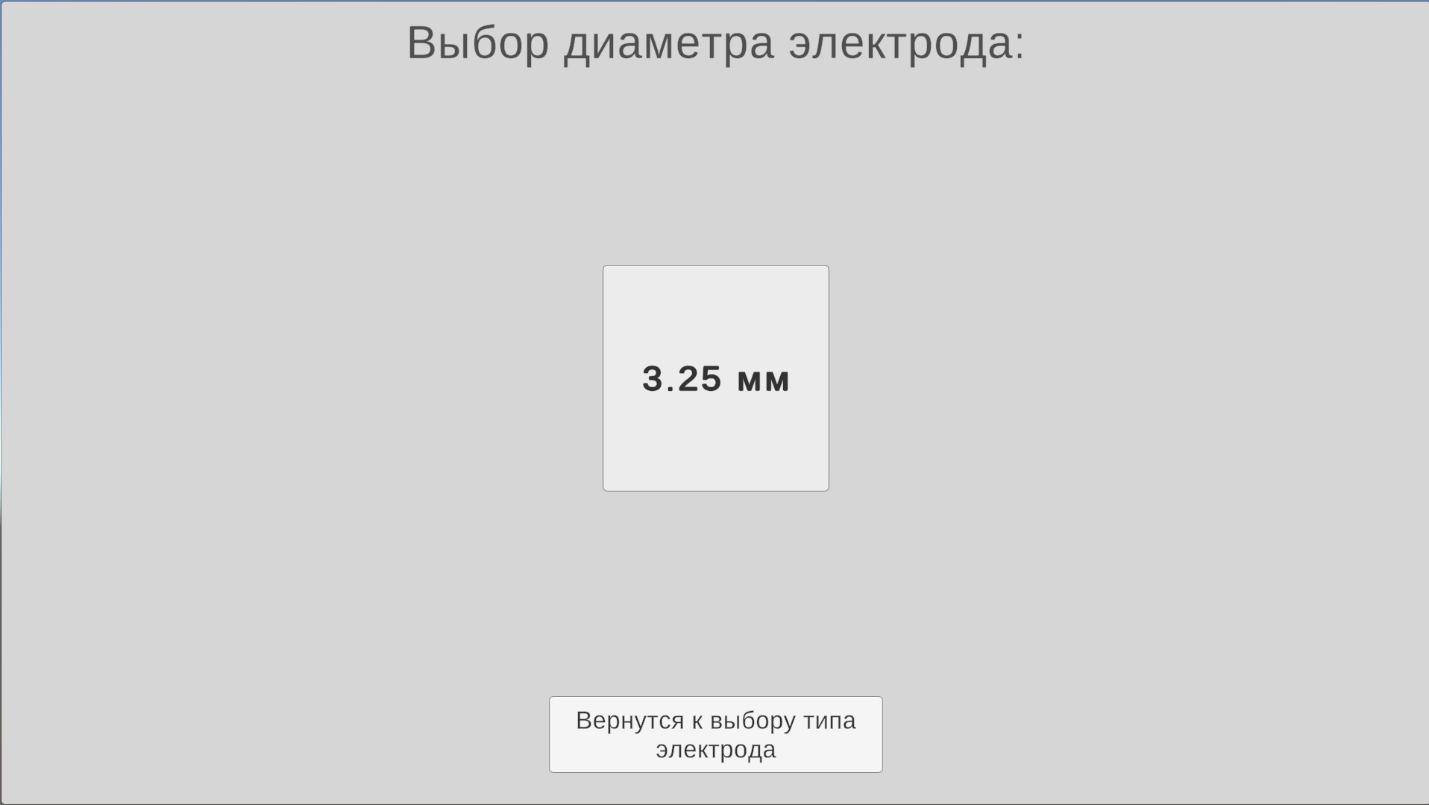 Выбор диаметра электрода:
3.25 мм
Вернутся к выбору типа
электрода